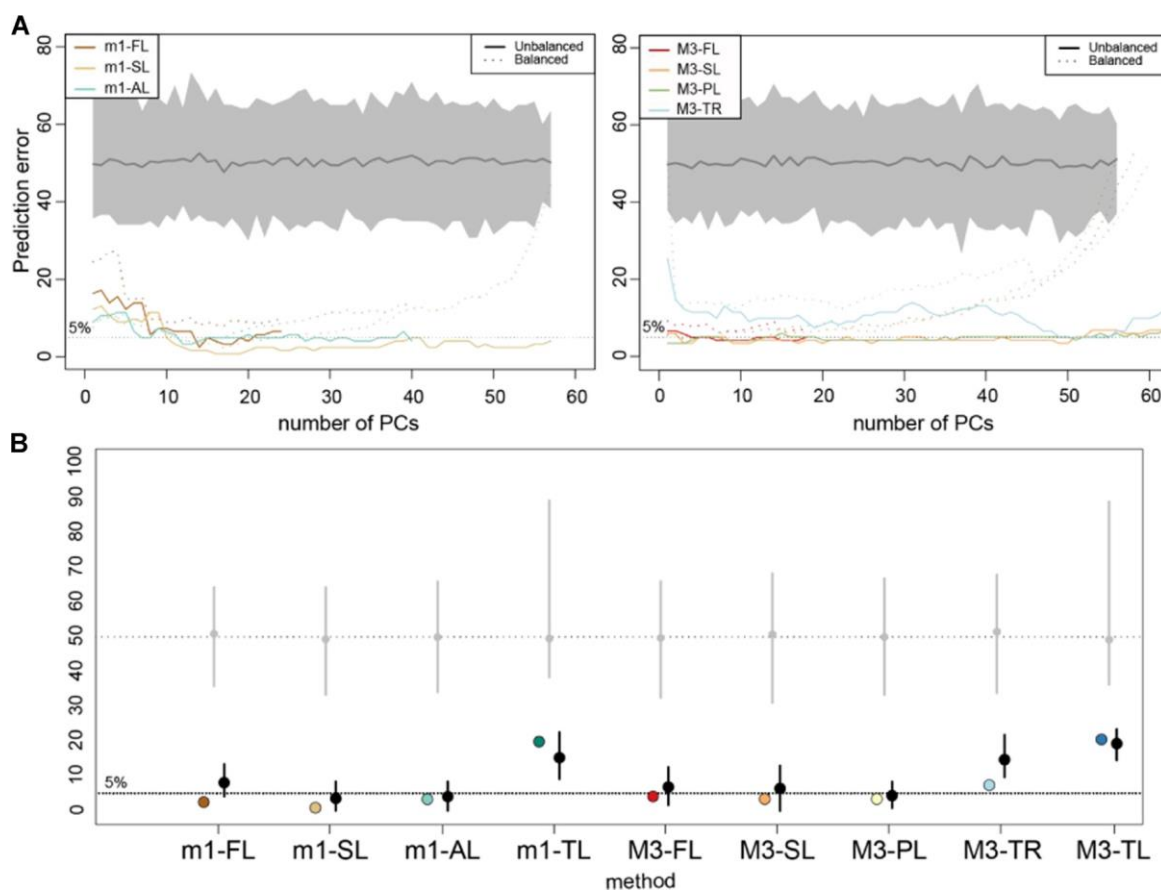 A
m1-FL
m1-SL
m1-AL
Unbalanced
Balanced
80
60
40
20
0
Prediction error
5%
0 10 20 30 40 50 60
number of PCs
M3-FL
M3-SL
M3-PL
M3-TR
Unbalanced
Balanced
80
60
40
20
0
5%
0 10 20 30 40 50 60
number of PCs
B
100
90
80
70
60
50
40
30
20
10
0
5%
m1-FL m1-SL m1-AL m1-TL M3-FL M3-SL M3-PL M3-TR M3-TL
method